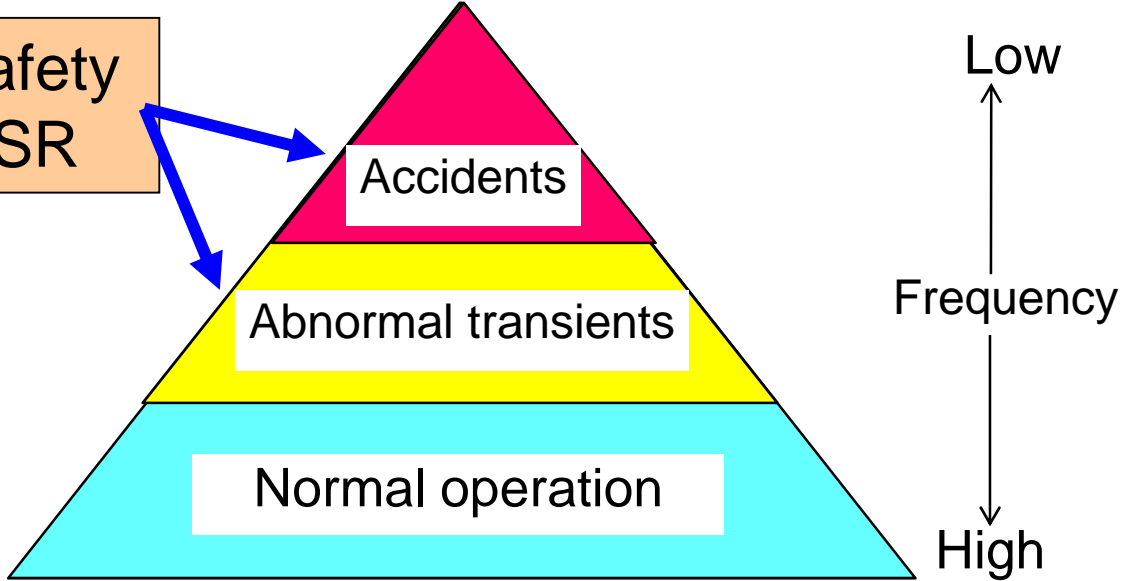 afety
SR
Accidents
Abnormal transients
Normal operation
Low
Frequency
High